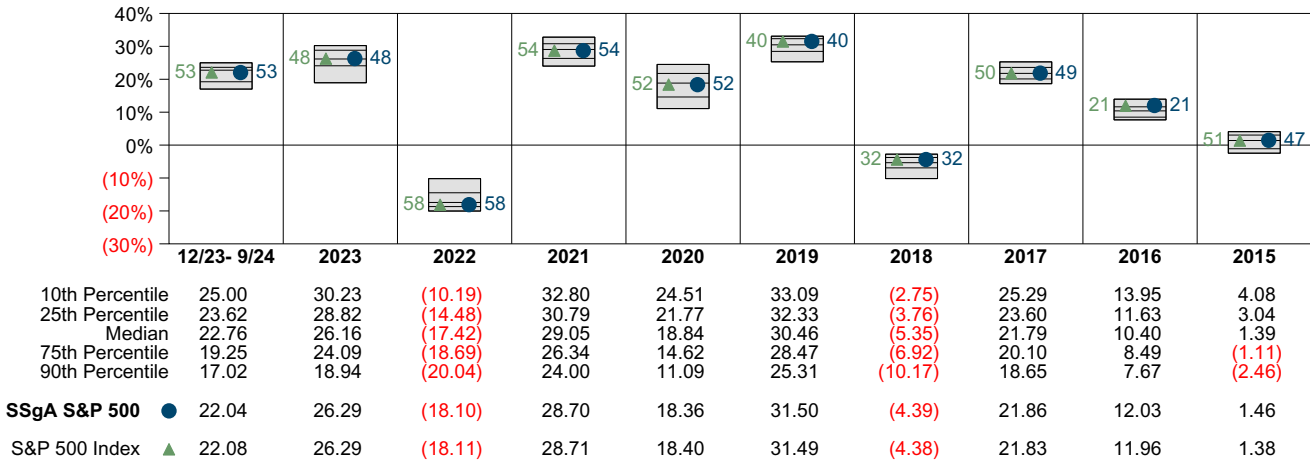 40%
30%
20%
10%
0%
(10%)
(20%)
(30%)
53 53
48 48
58 58
54 54
52 52
40 40
32 32
50 49
21 21
51 47
12/23- 9/24 2023 2022 2021 2020 2019 2018 2017 2016 2015
10th Percentile 25.00 30.23 (10.19) 32.80 24.51 33.09 (2.75) 25.29 13.95 4.08
25th Percentile 23.62 28.82 (14.48) 30.79 21.77 32.33 (3.76) 23.60 11.63 3.04
Median 22.76 26.16 (17.42) 29.05 18.84 30.46 (5.35) 21.79 10.40 1.39
75th Percentile 19.25 24.09 (18.69) 26.34 14.62 28.47 (6.92) 20.10 8.49 (1.11)
90th Percentile 17.02 18.94 (20.04) 24.00 11.09 25.31 (10.17) 18.65 7.67 (2.46)
SSgA S&P 500 22.04 26.29 (18.10) 28.70 18.36 31.50 (4.39) 21.86 12.03 1.46
S&P 500 Index 22.08 26.29 (18.11) 28.71 18.40 31.49 (4.38) 21.83 11.96 1.38